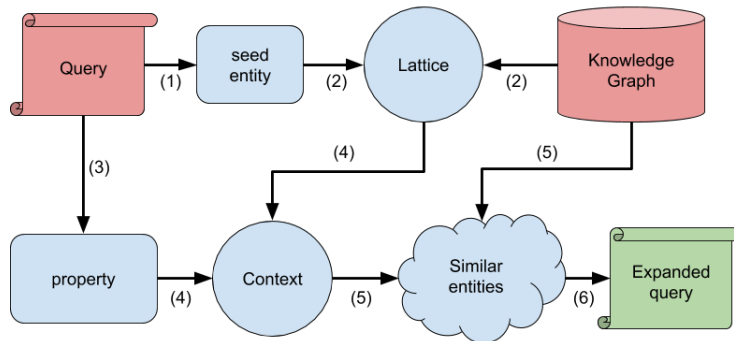 Query
(1)
seed
entity
(2)
Lattice
(2)
Knowledge
Graph
(3)
(4)
(5)
property
(4)
Context
(5)
Similar
entities
(6)
Expanded
query